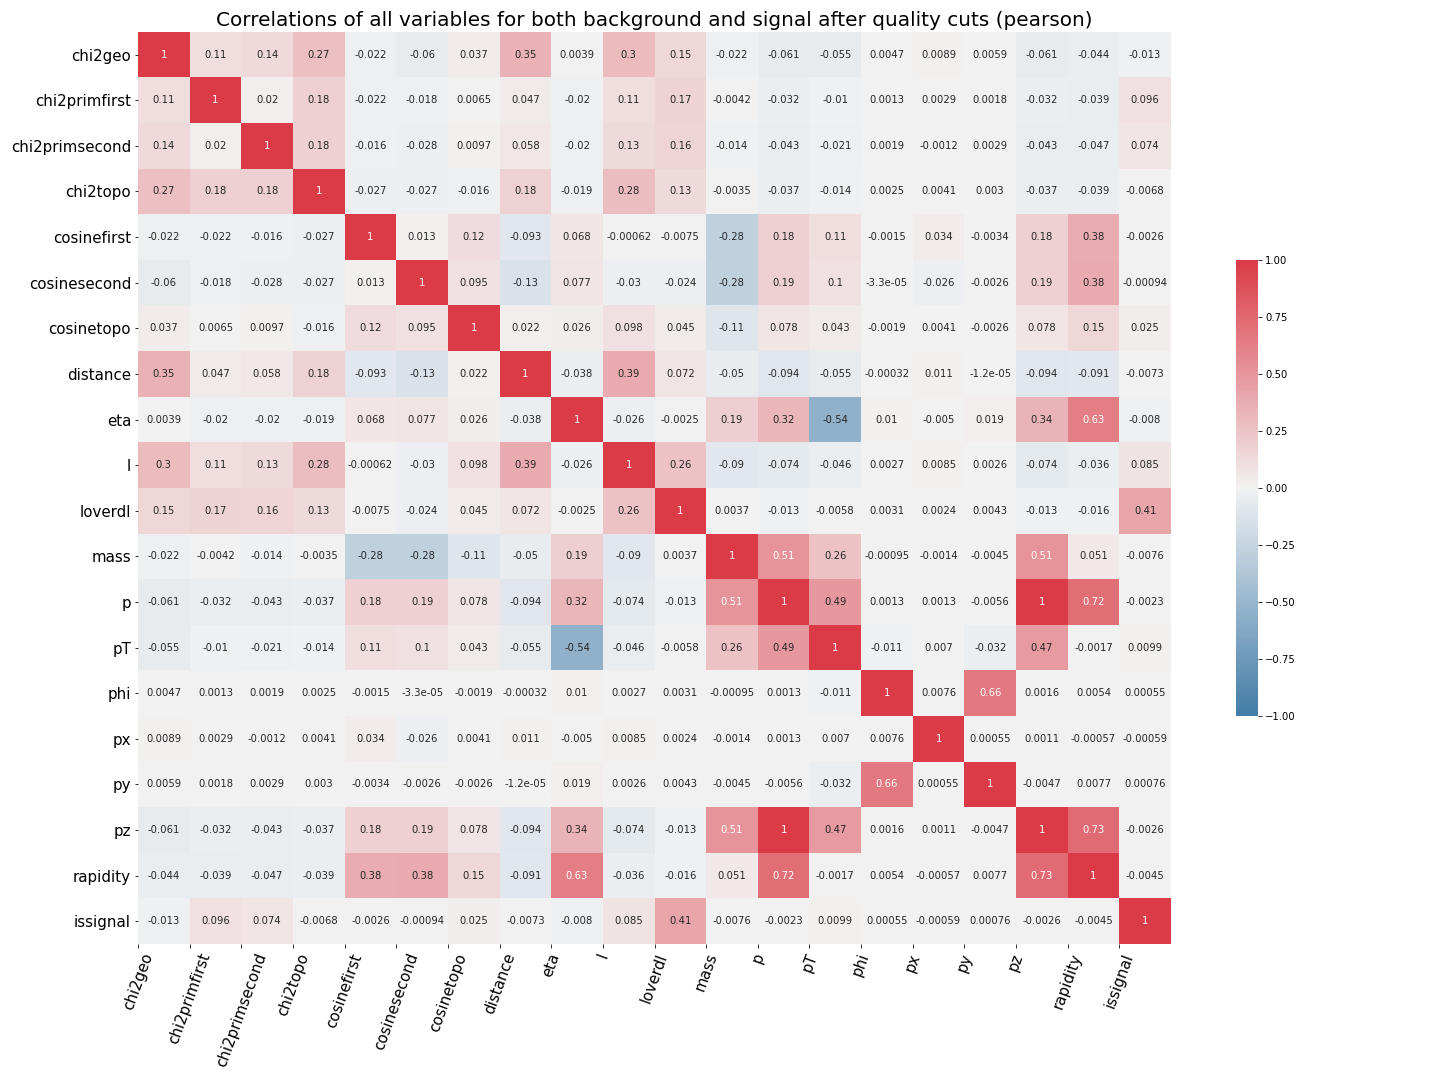 Correlations of all variables for both background and signal after quality cuts (pearson)
chi2geo 1 0.11 0.14 0.27 -0.022 -0.06 0.037 0.35 0.0039 0.3 0.15 -0.022 -0.061 -0.055 0.0047 0.0089 0.0059 -0.061 -0.044 -0.013
chi2primfirst 0.11 1 0.02 0.18 -0.022 -0.018 0.0065 0.047 -0.02 0.11 0.17 -0.0042 -0.032 -0.01 0.0013 0.0029 0.0018 -0.032 -0.039 0.096
chi2primsecond 0.14 0.02 1 0.18 -0.016 -0.028 0.0097 0.058 -0.02 0.13 0.16 -0.014 -0.043 -0.021 0.0019 -0.0012 0.0029 -0.043 -0.047 0.074
chi2topo 0.27 0.18 0.18 1 -0.027 -0.027 -0.016 0.18 -0.019 0.28 0.13 -0.0035 -0.037 -0.014 0.0025 0.0041 0.003 -0.037 -0.039 -0.0068
cosinefirst -0.022 -0.022 -0.016 -0.027 1 0.013 0.12 -0.093 0.068 -0.00062 -0.0075 -0.28 0.18 0.11 -0.0015 0.034 -0.0034 0.18 0.38 -0.0026
cosinesecond -0.06 -0.018 -0.028 -0.027 0.013 1 0.095 -0.13 0.077 -0.03 -0.024 -0.28 0.19 0.1 -3.3e-05 -0.026 -0.0026 0.19 0.38 -0.00094
cosinetopo 0.037 0.0065 0.0097 -0.016 0.12 0.095 1 0.022 0.026 0.098 0.045 -0.11 0.078 0.043 -0.0019 0.0041 -0.0026 0.078 0.15 0.025
distance 0.35 0.047 0.058 0.18 -0.093 -0.13 0.022 1 -0.038 0.39 0.072 -0.05 -0.094 -0.055 -0.00032 0.011 -1.2e-05 -0.094 -0.091 -0.0073
eta 0.0039 -0.02 -0.02 -0.019 0.068 0.077 0.026 -0.038 1 -0.026 -0.0025 0.19 0.32 -0.54 0.01 -0.005 0.019 0.34 0.63 -0.008
l 0.3 0.11 0.13 0.28 -0.00062 -0.03 0.098 0.39 -0.026 1 0.26 -0.09 -0.074 -0.046 0.0027 0.0085 0.0026 -0.074 -0.036 0.085
loverdl 0.15 0.17 0.16 0.13 -0.0075 -0.024 0.045 0.072 -0.0025 0.26 1 0.0037 -0.013 -0.0058 0.0031 0.0024 0.0043 -0.013 -0.016 0.41
mass -0.022 -0.0042 -0.014 -0.0035 -0.28 -0.28 -0.11 -0.05 0.19 -0.09 0.0037 1 0.51 0.26 -0.00095 -0.0014 -0.0045 0.51 0.051 -0.0076
p -0.061 -0.032 -0.043 -0.037 0.18 0.19 0.078 -0.094 0.32 -0.074 -0.013 0.51 1 0.49 0.0013 0.0013 -0.0056 1 0.72 -0.0023
pT -0.055 -0.01 -0.021 -0.014 0.11 0.1 0.043 -0.055 -0.54 -0.046 -0.0058 0.26 0.49 1 -0.011 0.007 -0.032 0.47 -0.0017 0.0099
phi 0.0047 0.0013 0.0019 0.0025 -0.0015 -3.3e-05 -0.0019 -0.00032 0.01 0.0027 0.0031 -0.00095 0.0013 -0.011 1 0.0076 0.66 0.0016 0.0054 0.00055
px 0.0089 0.0029 -0.0012 0.0041 0.034 -0.026 0.0041 0.011 -0.005 0.0085 0.0024 -0.0014 0.0013 0.007 0.0076 1 0.00055 0.0011 -0.00057 -0.00059
py 0.0059 0.0018 0.0029 0.003 -0.0034 -0.0026 -0.0026 -1.2e-05 0.019 0.0026 0.0043 -0.0045 -0.0056 -0.032 0.66 0.00055 1 -0.0047 0.0077 0.00076
pz -0.061 -0.032 -0.043 -0.037 0.18 0.19 0.078 -0.094 0.34 -0.074 -0.013 0.51 1 0.47 0.0016 0.0011 -0.0047 1 0.73 -0.0026
rapidity -0.044 -0.039 -0.047 -0.039 0.38 0.38 0.15 -0.091 0.63 -0.036 -0.016 0.051 0.72 -0.0017 0.0054 -0.00057 0.0077 0.73 1 -0.0045
issignal -0.013 0.096 0.074 -0.0068 -0.0026 -0.00094 0.025 -0.0073 -0.008 0.085 0.41 -0.0076 -0.0023 0.0099 0.00055 -0.00059 0.00076 -0.0026 -0.0045 1
chi2geo chi2primfirst chi2primsecond chi2topo cosinefirst cosinesecond cosinetopo distance eta l loverdl mass p pT phi px py pz rapidity issignal
1.00
0.75
0.50
0.25
0.00
−0.25
−0.50
−0.75
−1.00